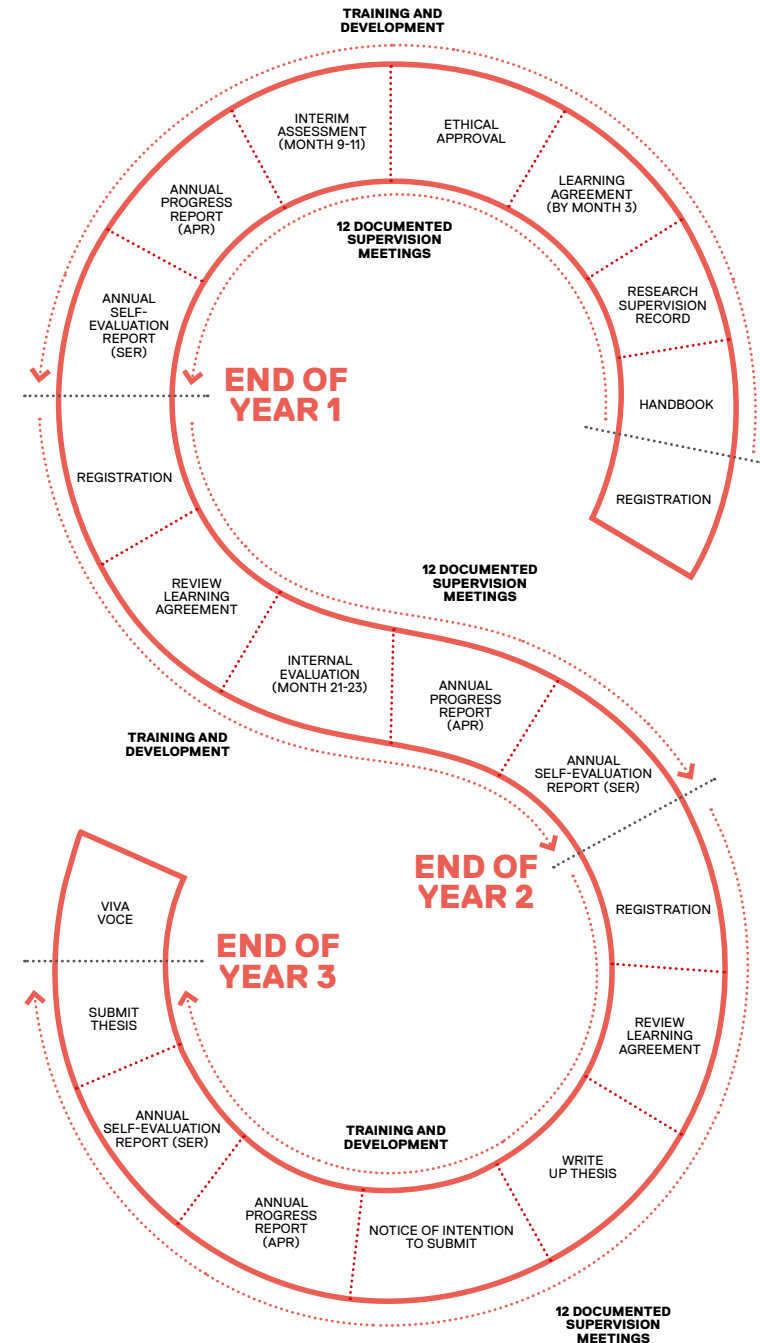 TRAINING AND
DEVELOPMENT
REGISTRATION
HANDBOOK
RESEARCH
SUPERVISION
RECORD
LEARNING
AGREEMENT
(BY MONTH 3)
ETHICAL
APPROVAL
INTERIM
ASSESSMENT
(MONTH 9-11)
ANNUAL
PROGRESS
REPORT
(APR)
ANNUAL
SELF-
EVALUATION
REPORT
(SER)
12 DOCUMENTED
SUPERVISION
MEETINGS
END OF
YEAR 1
REGISTRATION
REVIEW
LEARNING
AGREEMENT
INTERNAL
EVALUATION
(MONTH 21-23)
ANNUAL
PROGRESS
REPORT
(APR)
ANNUAL
SELF-EVALUATION
REPORT (SER)
12 DOCUMENTED
SUPERVISION
MEETINGS
TRAINING AND
DEVELOPMENT
END OF
YEAR 2
REGISTRATION
REVIEW
LEARNING
AGREEMENT
WRITE
UP THESIS
NOTICE OF INTENTION
TO SUBMIT
ANNUAL
PROGRESS
REPORT
(APR)
ANNUAL
SELF-EVALUATION
REPORT (SER)
SUBMIT
THESIS
VIVA
VOCE
END OF
YEAR 3
TRAINING AND
DEVELOPMENT
12 DOCUMENTED
SUPERVISION
MEETINGS